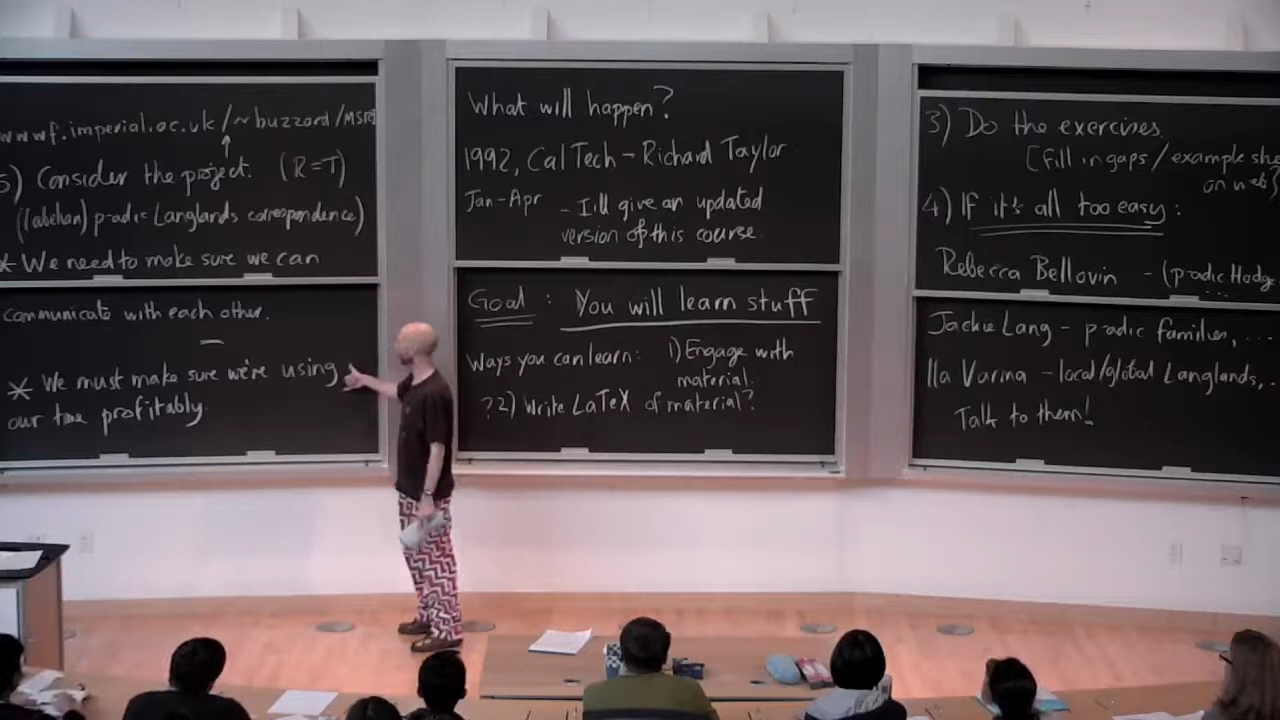 www.f.imperial.ac.uk/~buzzard/MSRI
5) Consider the project. (R=T)
(labelian) p-adic Langlands correspondence)
* We need to make sure we can
communicate with each other.
* We must make sure we're using
our time profitably.
What will happen?
1992, CalTech - Richard Taylor
Jan-Apr - I'll give an updated
version of this course.
Goal : You will learn stuff
Ways you can learn: 1) Engage with
material.
?2) Write LaTeX of material?
3) Do the exercises.
(fill in gaps / example she
on web?
4) If it's all too easy:
Rebecca Bellovin - (p-adic Hodg
...
Jackie Lang - p-adic families, ...
Ila Varma - local/global Langlands, .
Talk to them!